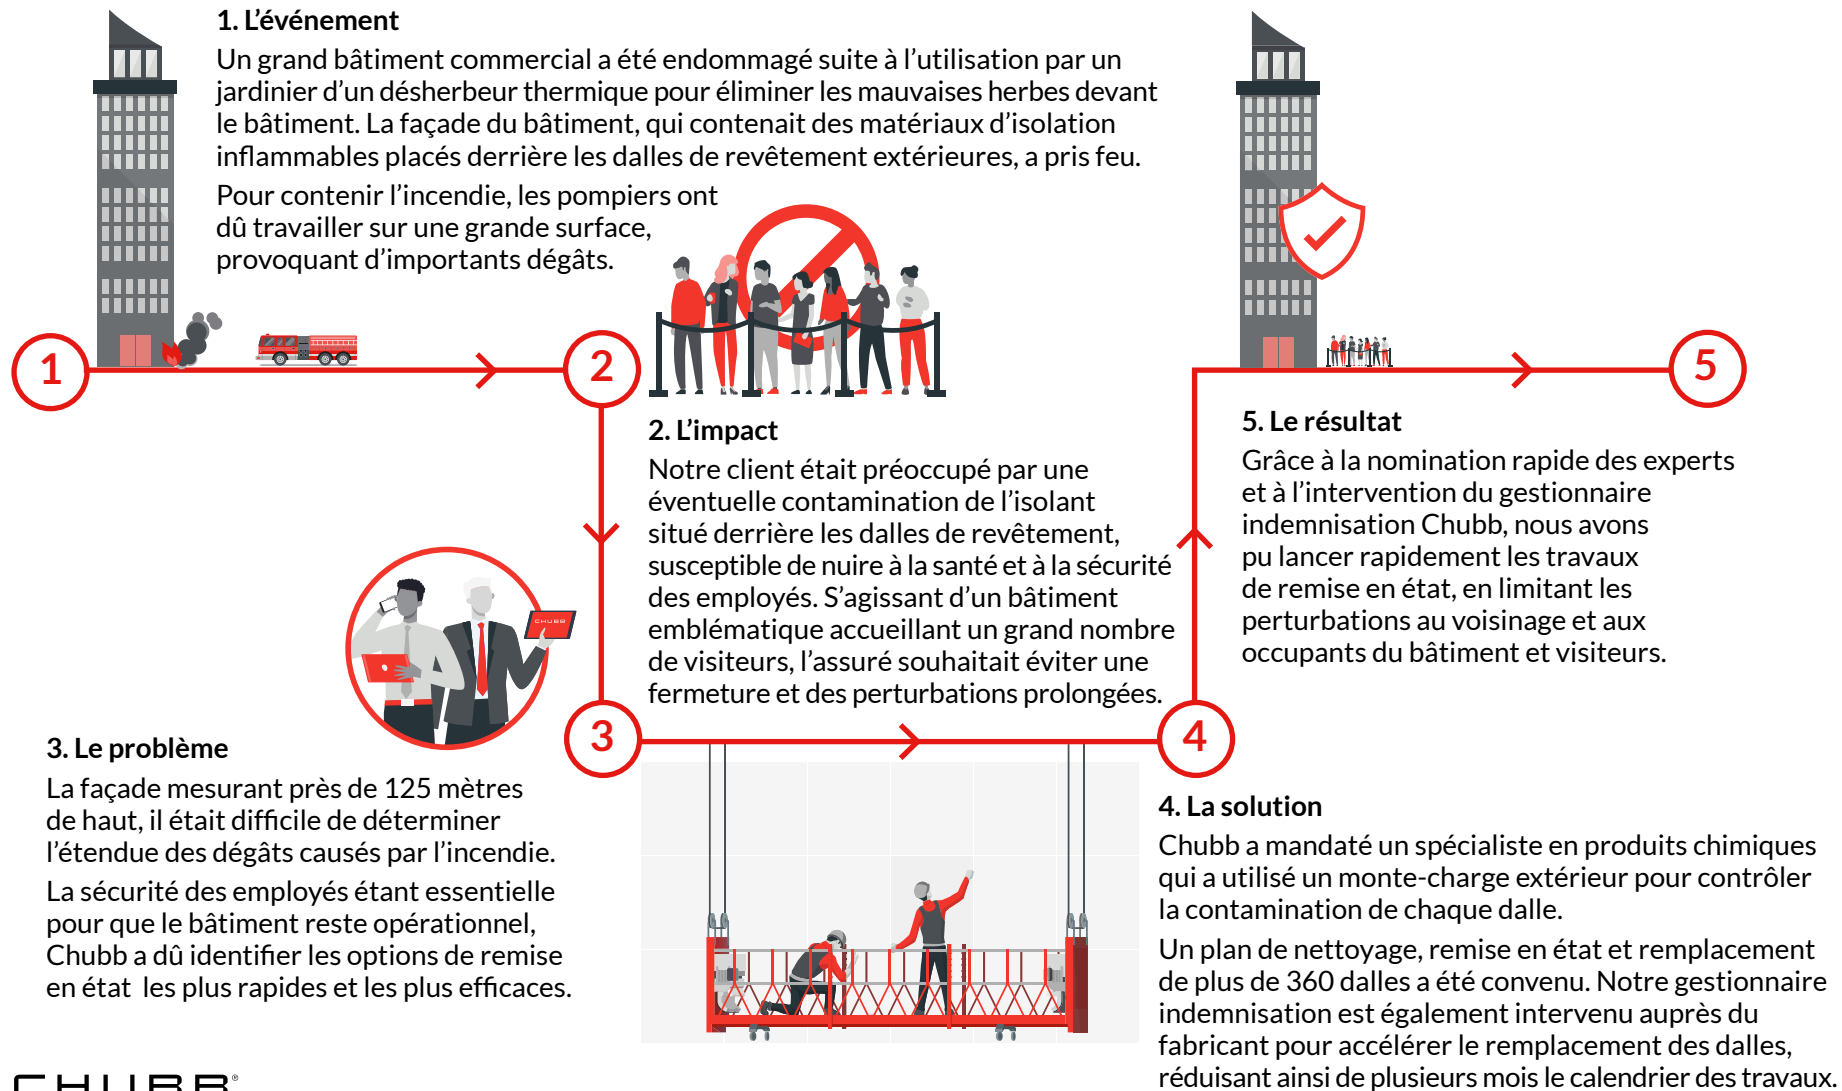 1. L’événement
Un grand bâtiment commercial a été endommagé suite à l’utilisation par un
jardinier d’un désherbeur thermique pour éliminer les mauvaises herbes devant
le bâtiment. La façade du bâtiment, qui contenait des matériaux d’isolation
inflammables placés derrière les dalles de revêtement extérieures, a pris feu.
Pour contenir l’incendie, les pompiers ont
dû travailler sur une grande surface,
provoquant d’importants dégâts.
1
2
2. L’impact
Notre client était préoccupé par une
éventuelle contamination de l’isolant
situé derrière les dalles de revêtement,
susceptible de nuire à la santé et à la sécurité
des employés. S’agissant d’un bâtiment
emblématique accueillant un grand nombre
de visiteurs, l’assuré souhaitait éviter une
fermeture et des perturbations prolongées.
CHUBB
3
3. Le problème
La façade mesurant près de 125 mètres
de haut, il était difficile de déterminer
l’étendue des dégâts causés par l’incendie.
La sécurité des employés étant essentielle
pour que le bâtiment reste opérationnel,
Chubb a dû identifier les options de remise
en état les plus rapides et les plus efficaces.
4
4. La solution
Chubb a mandaté un spécialiste en produits chimiques
qui a utilisé un monte-charge extérieur pour contrôler
la contamination de chaque dalle.
Un plan de nettoyage, remise en état et remplacement
de plus de 360 dalles a été convenu. Notre gestionnaire
indemnisation est également intervenu auprès du
fabricant pour accélérer le remplacement des dalles,
réduisant ainsi de plusieurs mois le calendrier des travaux.
5
5. Le résultat
Grâce à la nomination rapide des experts
et à l’intervention du gestionnaire
indemnisation Chubb, nous avons
pu lancer rapidement les travaux
de remise en état, en limitant les
perturbations au voisinage et aux
occupants du bâtiment et visiteurs.
CHUBB®